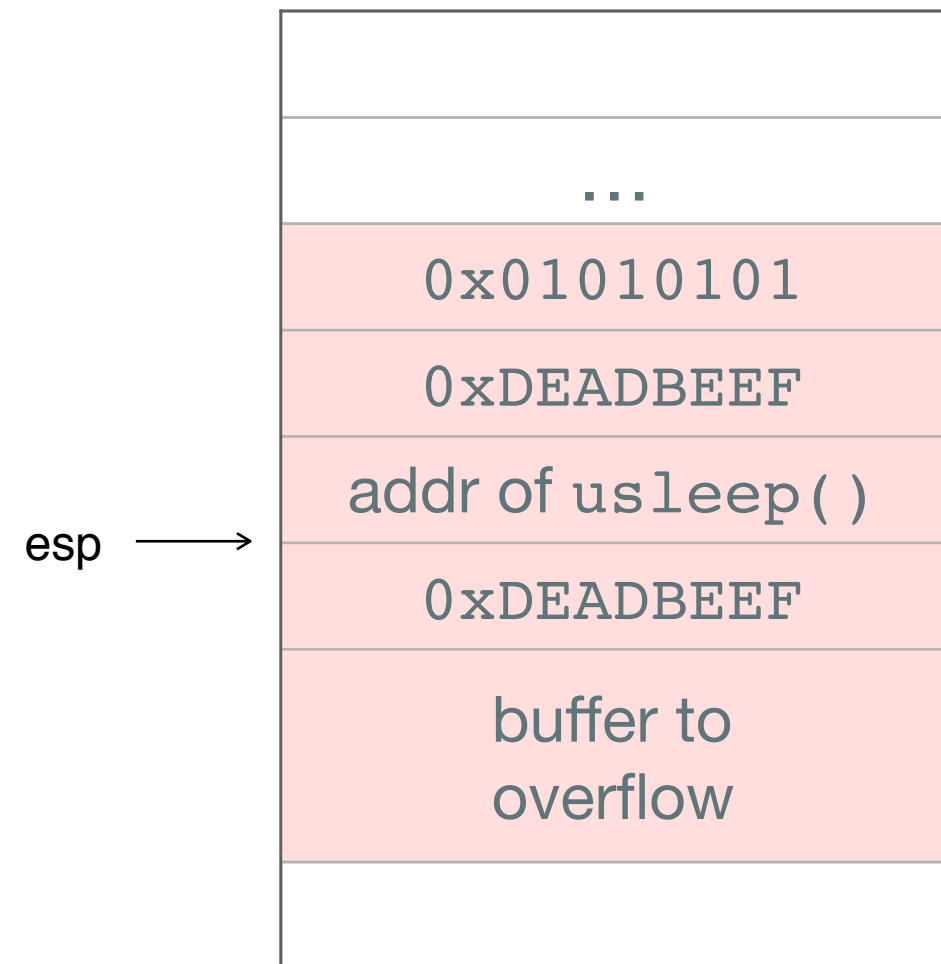 ...
0x01010101
0xDEADBEEF
addr of usleep()
esp
0xDEADBEEF
buffer to
overflow